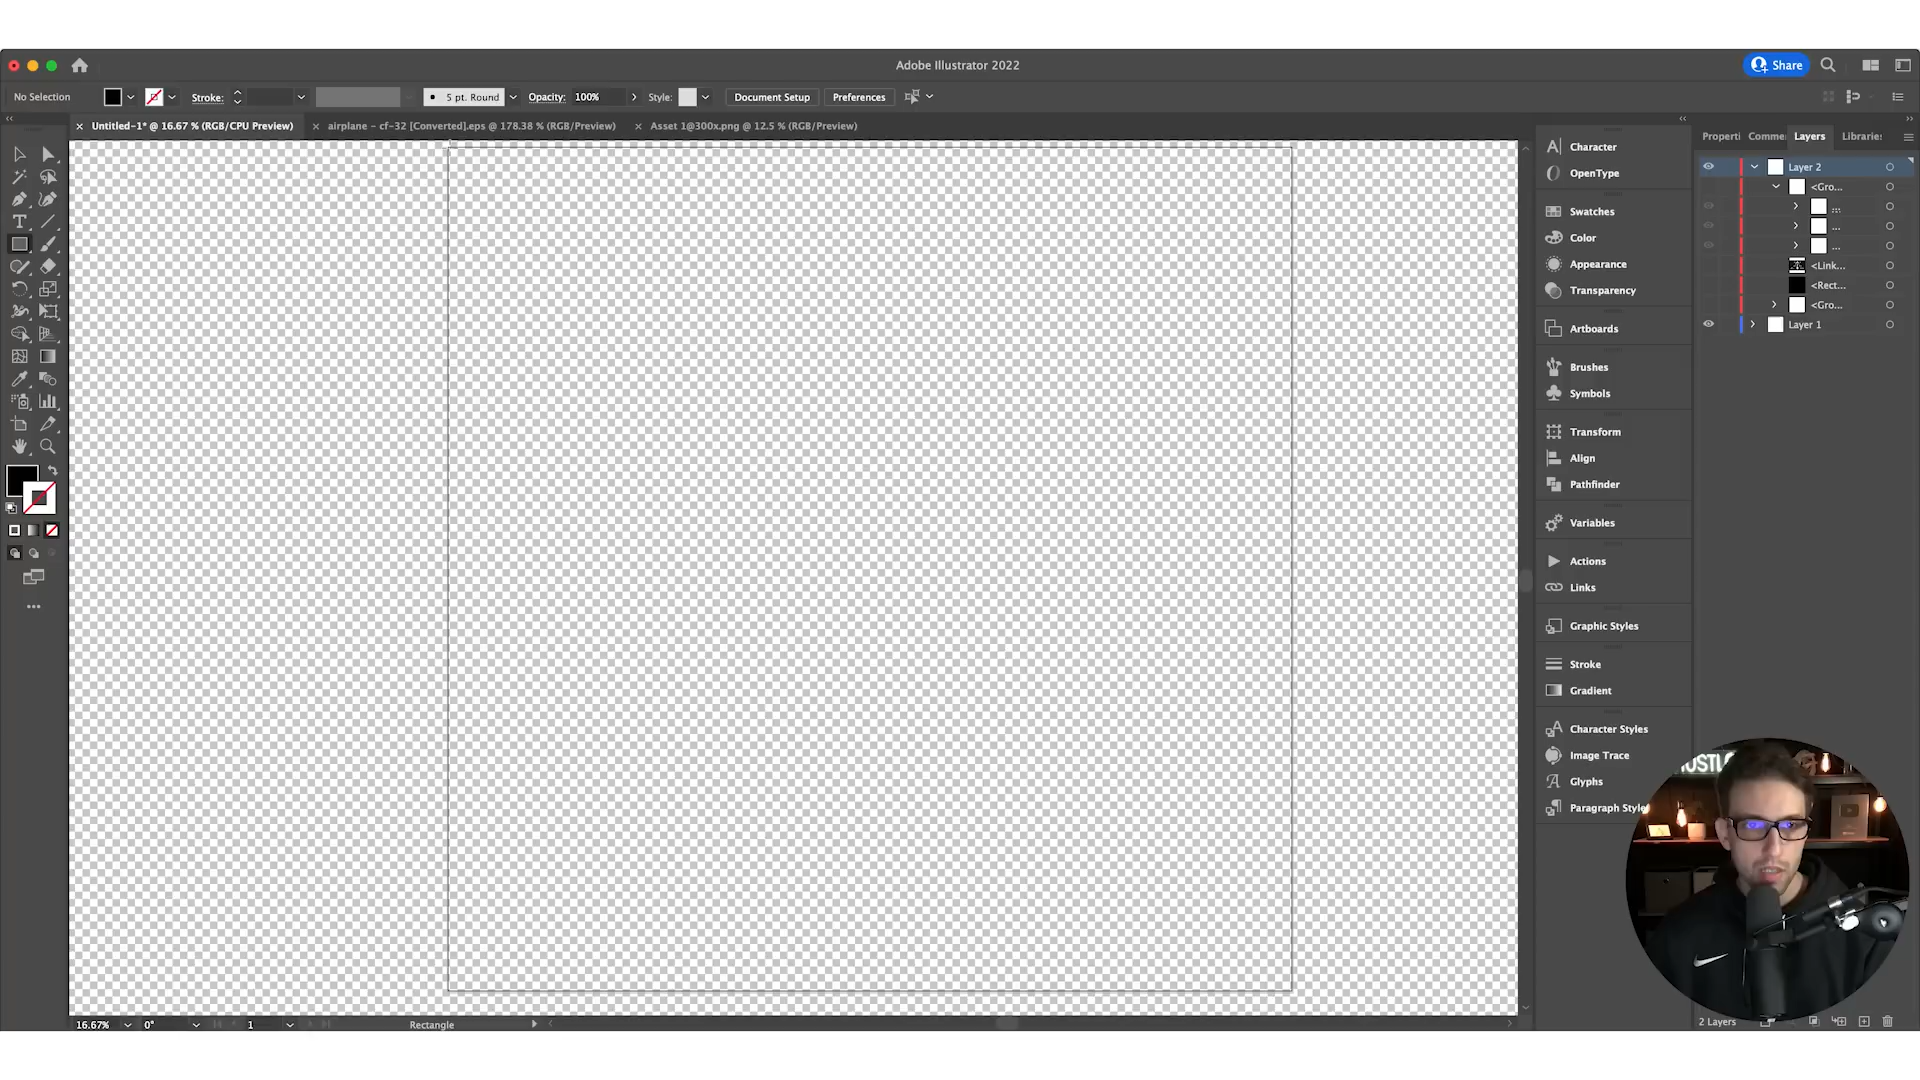 Adobe Illustrator 2022
Share
No Selection
Stroke:
5 pt. Round
Opacity: 100%
Style:
Document Setup
Preferences
Untitled-1* @ 16.67 % (RGB/CPU Preview)
airplane - cf-32 [Converted].eps @ 178.38 % (RGB/Preview)
Asset 1@300x.png @ 12.5 % (RGB/Preview)
Properti
Comme
Layers
Librarie:
Character
OpenType
Swatches
Color
Appearance
Transparency
Artboards
Brushes
Symbols
Transform
Align
Pathfinder
Variables
Actions
Links
Graphic Styles
Stroke
Gradient
Character Styles
Image Trace
Glyphs
Paragraph Style
Layer 2
<Gro...
...
...
...
<Link...
<Rect...
<Gro...
Layer 1
16.67%
0°
1
Rectangle
2 Layers